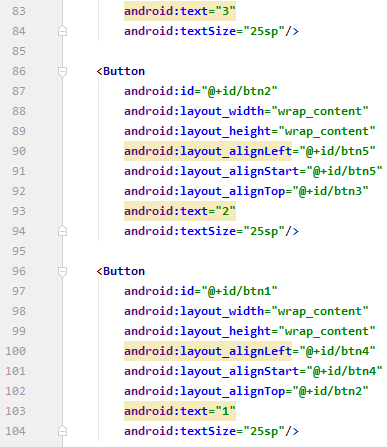 83 android:text="3"
84 android:textSize="25sp"/>
85
86 <Button
87 android:id="@+id/btn2"
88 android:layout_width="wrap_content"
89 android:layout_height="wrap_content"
90 android:layout_alignLeft="@+id/btn5"
91 android:layout_alignStart="@+id/btn5"
92 android:layout_alignTop="@+id/btn3"
93 android:text="2"
94 android:textSize="25sp"/>
95
96 <Button
97 android:id="@+id/btn1"
98 android:layout_width="wrap_content"
99 android:layout_height="wrap_content"
100 android:layout_alignLeft="@+id/btn4"
101 android:layout_alignStart="@+id/btn4"
102 android:layout_alignTop="@+id/btn2"
103 android:text="1"
104 android:textSize="25sp"/>